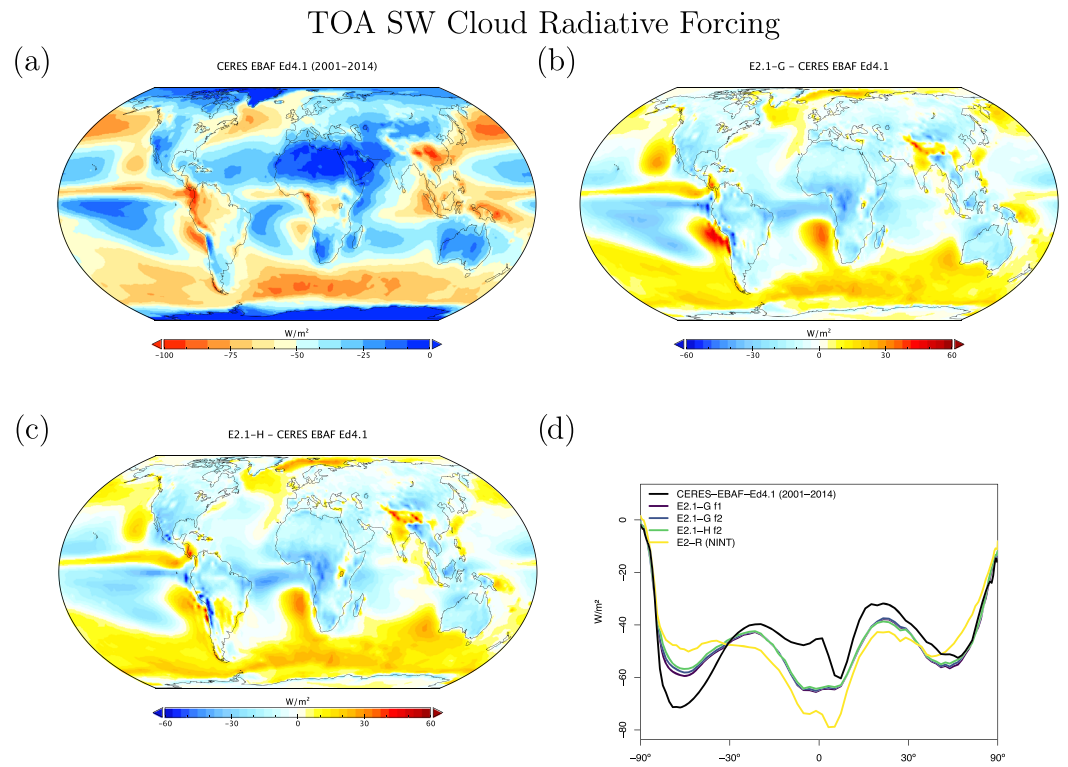 TOA SW Cloud Radiative Forcing
(a)
CERES EBAF Ed4.1 (2001-2014)
W/m²
-100 -75 -50 -25 0
(b)
E2.1-G - CERES EBAF Ed4.1
W/m²
-60 -30 0 30 60
(c)
E2.1-H - CERES EBAF Ed4.1
W/m²
-60 -30 0 30 60
(d)
CERES-EBAF-Ed4.1 (2001-2014)
E2.1-G f1
E2.1-G f2
E2.1-H f2
E2-R (NINT)
W/m²
0
-20
-40
-60
-80
-90° -30° 0 30° 90°